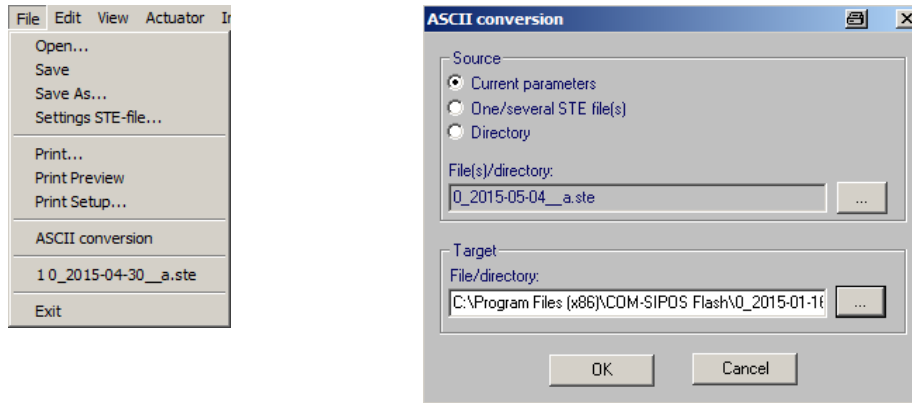 File Edit View Actuator
Open...
Save
Save As...
Settings STE-file...
Print...
Print Preview
Print Setup...
ASCII conversion
1 0_2015-04-30__a.ste
Exit
ASCII conversion
Source
Current parameters
One/several STE file(s)
Directory
File(s)/directory:
0_2015-05-04__a.ste
...
Target
File/directory:
C:\Program Files (x86)\COM-SIPOS Flash\0_2015-01-16
...
OK
Cancel